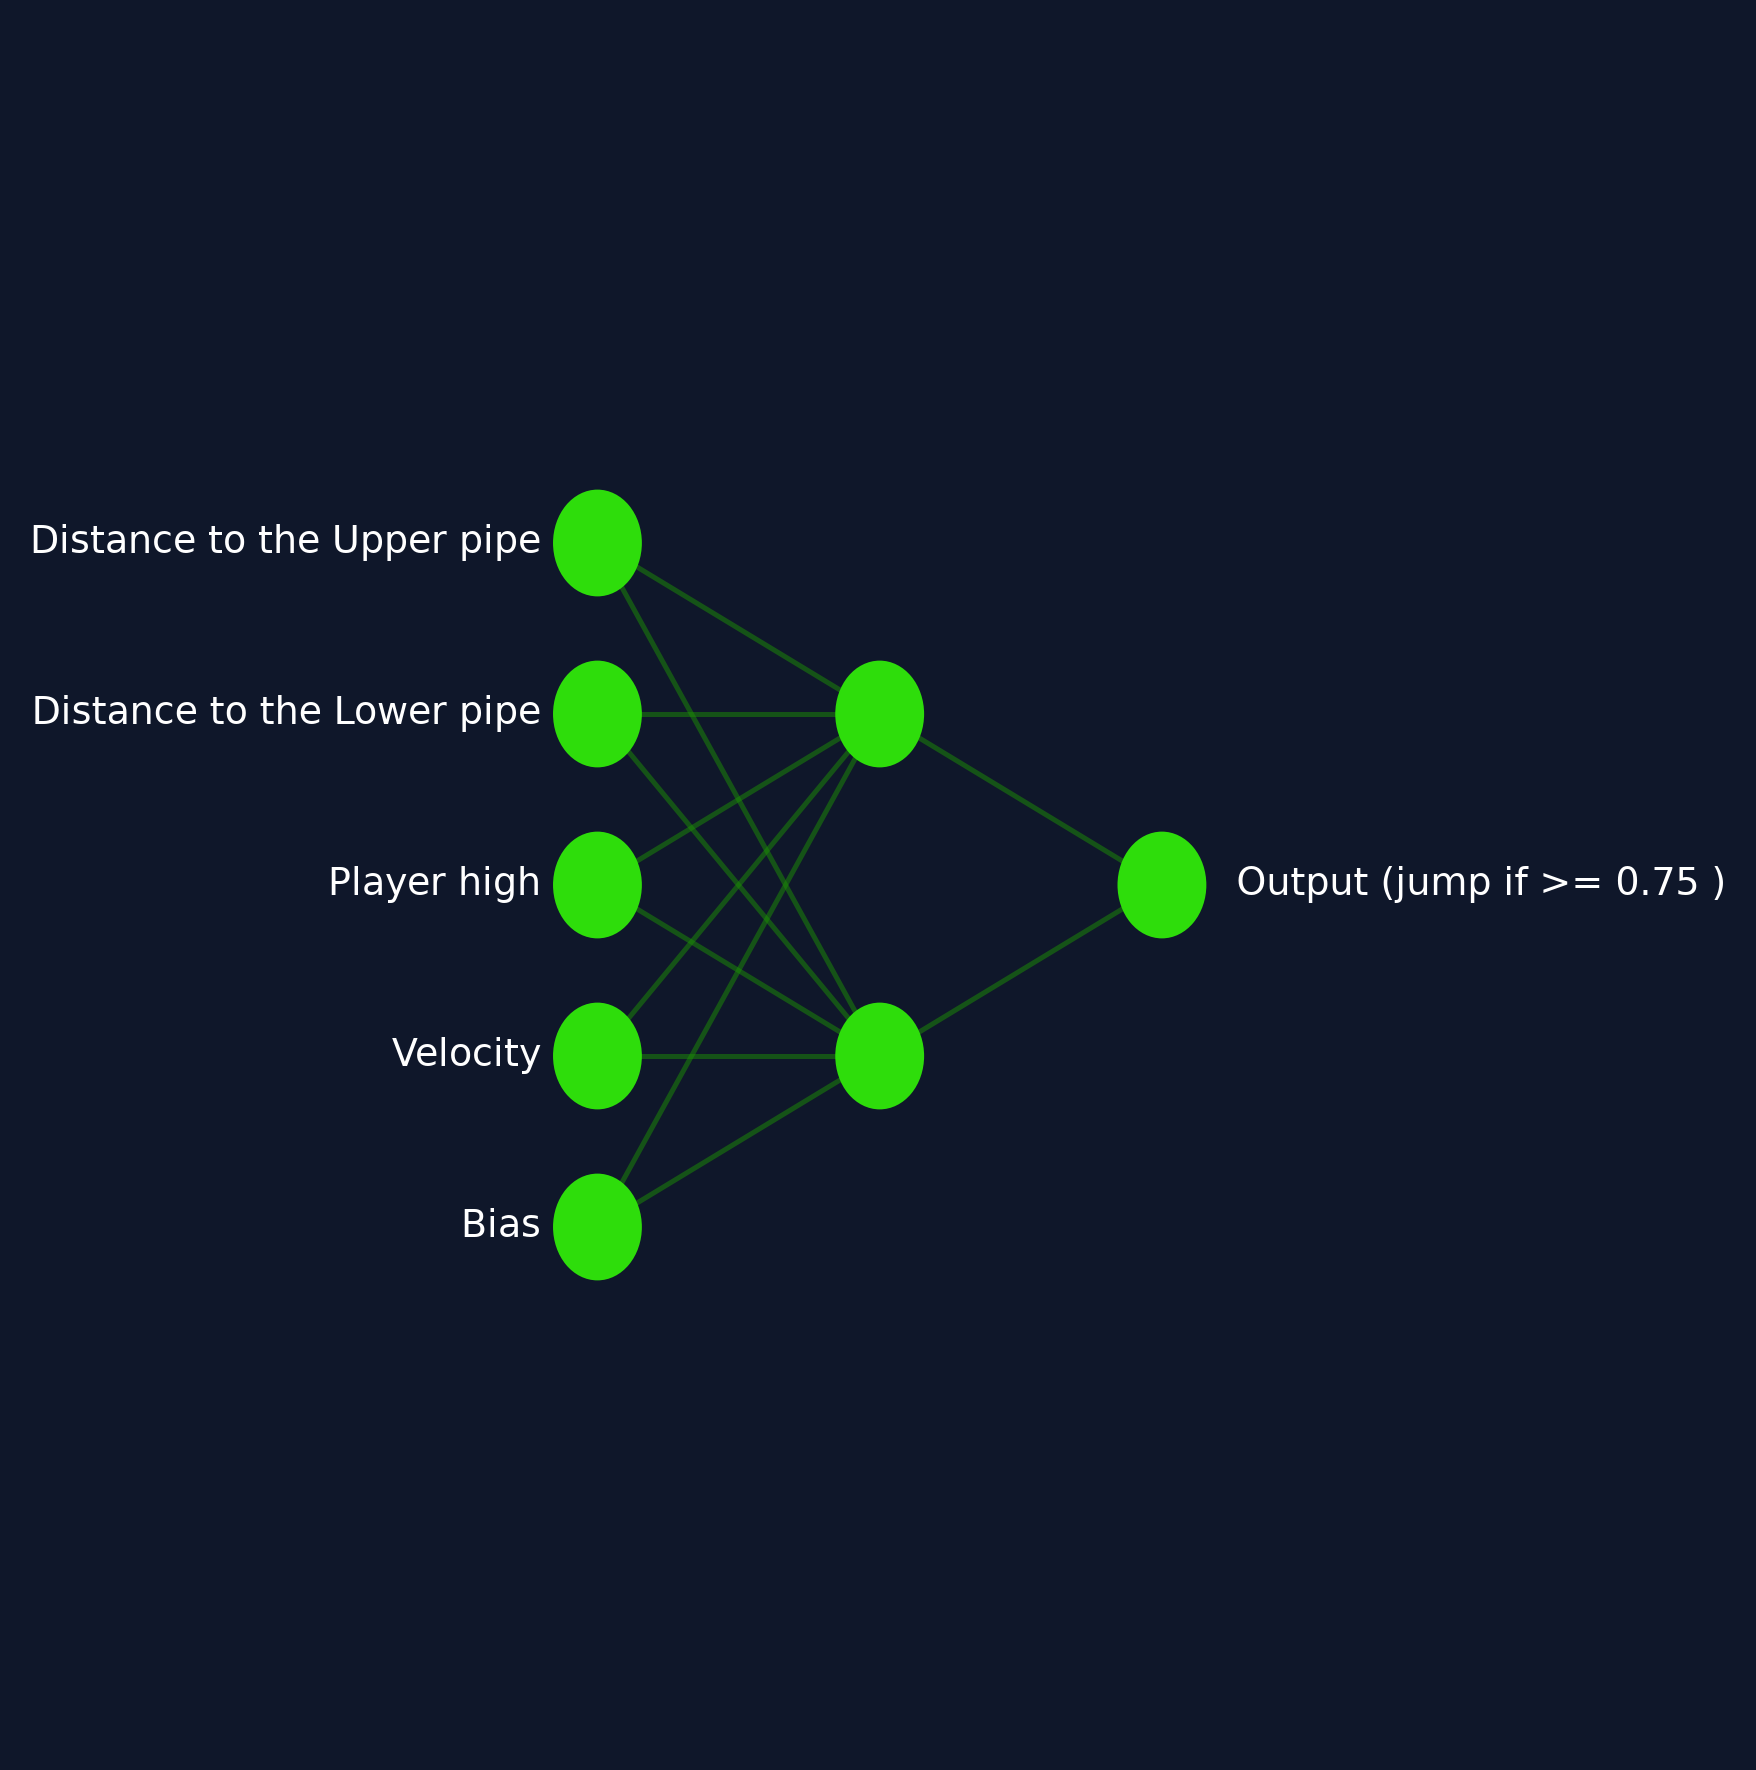 Distance to the Upper pipe
Distance to the Lower pipe
Player high
Output (jump if >= 0.75 )
Velocity
Bias